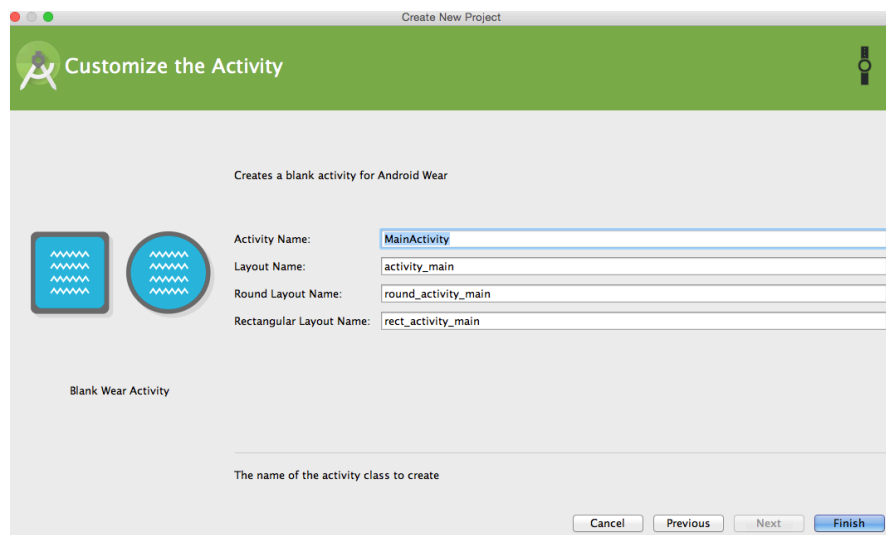 Create New Project
Customize the Activity
Creates a blank activity for Android Wear
Activity Name: MainActivity
Layout Name: activity_main
Round Layout Name: round_activity_main
Rectangular Layout Name: rect_activity_main
Blank Wear Activity
The name of the activity class to create
Cancel Previous Next Finish